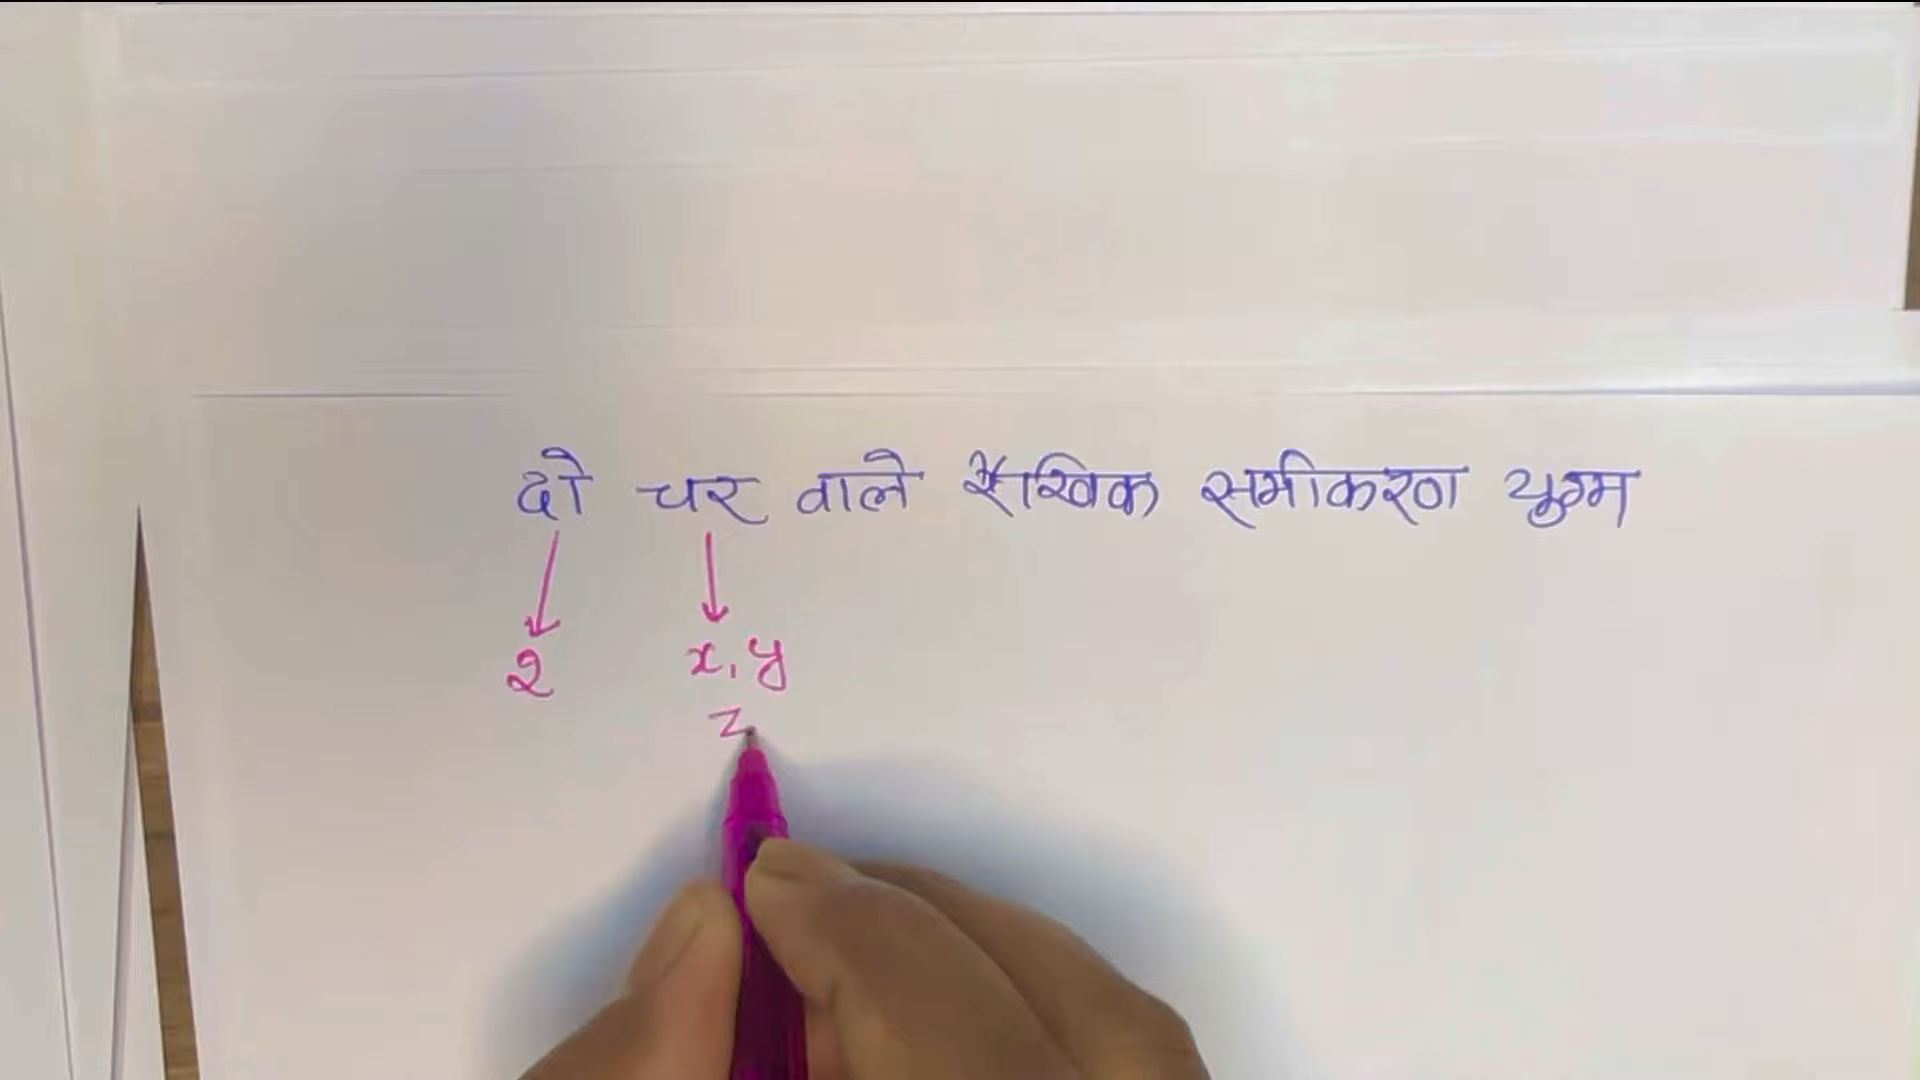 दो चर वाले रैखिक समीकरण युग्म
2 x, y
z